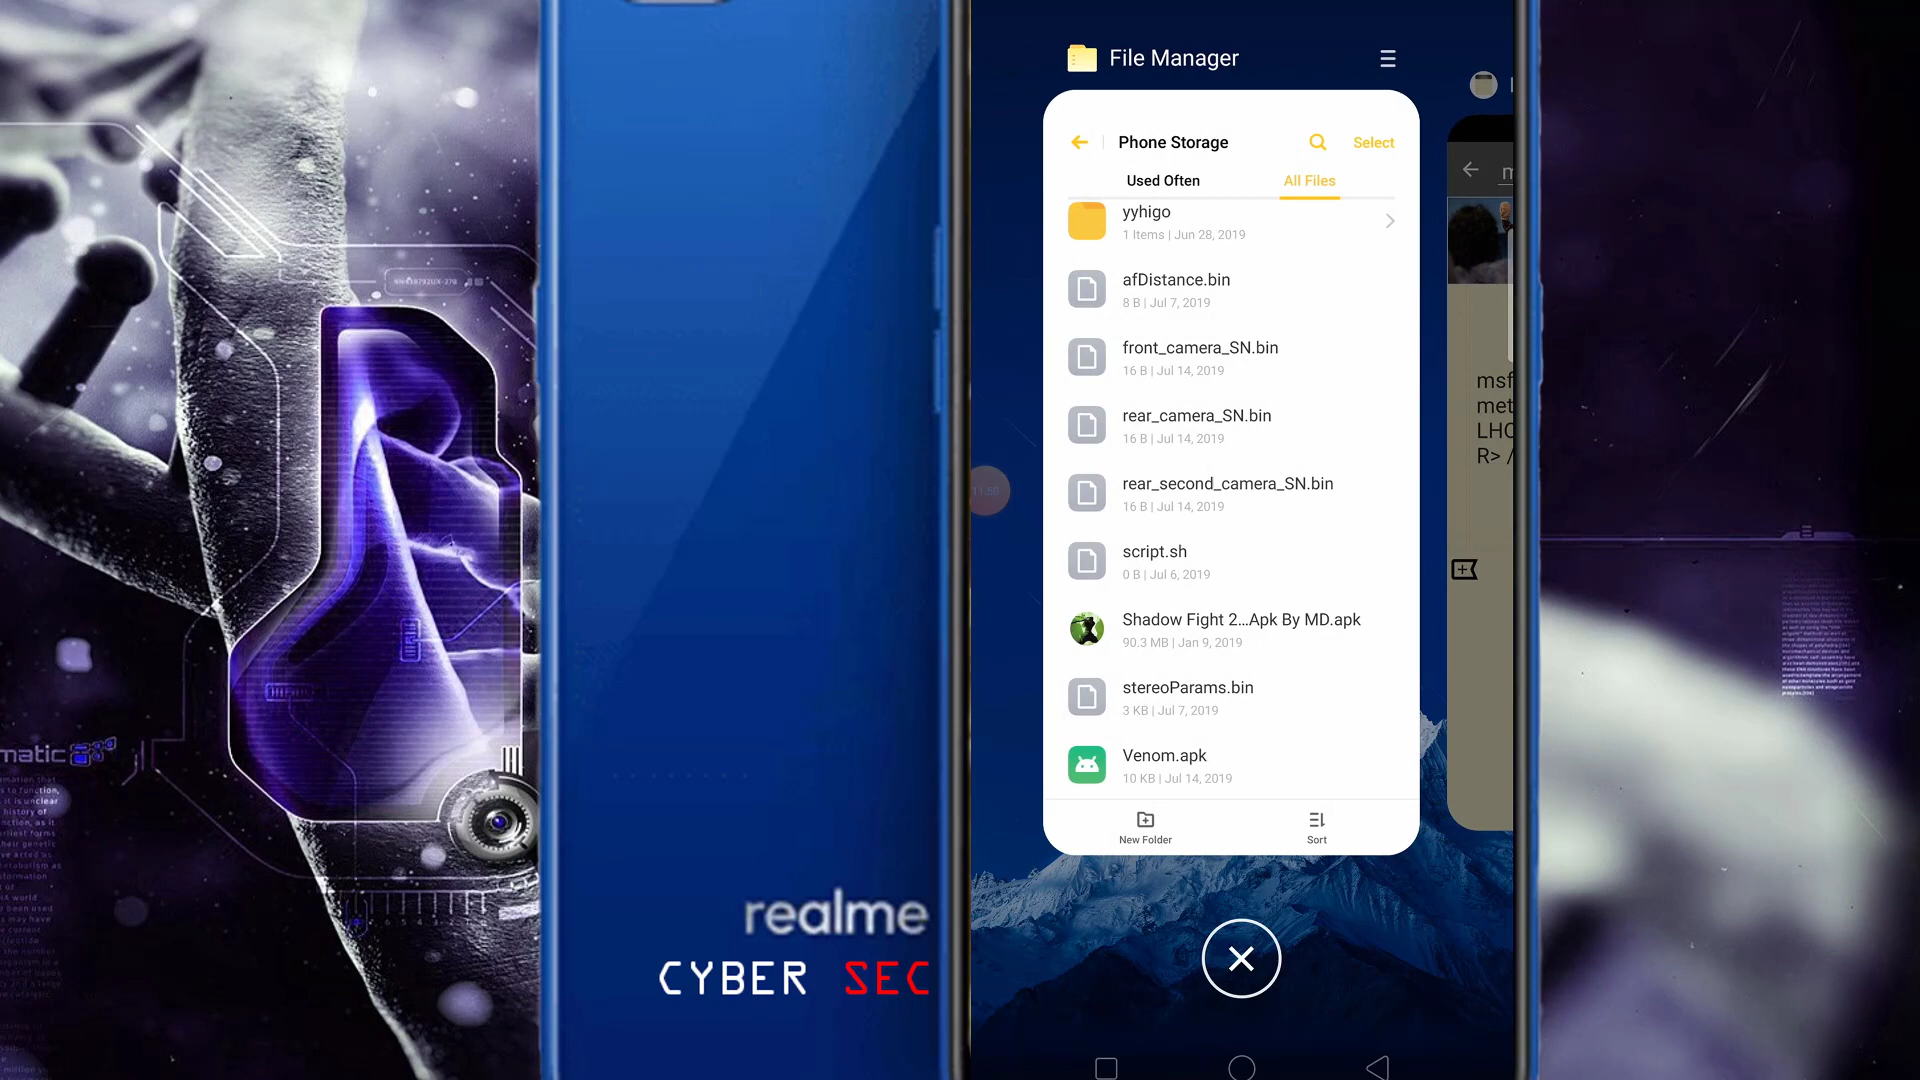 File Manager
Phone Storage
Select
Used Often
All Files
yyhigo
1 Items | Jun 28, 2019
afDistance.bin
8 B | Jul 7, 2019
front_camera_SN.bin
16 B | Jul 14, 2019
rear_camera_SN.bin
16 B | Jul 14, 2019
rear_second_camera_SN.bin
16 B | Jul 14, 2019
script.sh
0 B | Jul 6, 2019
Shadow Fight 2...Apk By MD.apk
90.3 MB | Jan 9, 2019
stereoParams.bin
3 KB | Jul 7, 2019
Venom.apk
10 KB | Jul 14, 2019
New Folder
Sort
11:50
msf
met
LHO
R> /
realme
CYBER SEC
matic